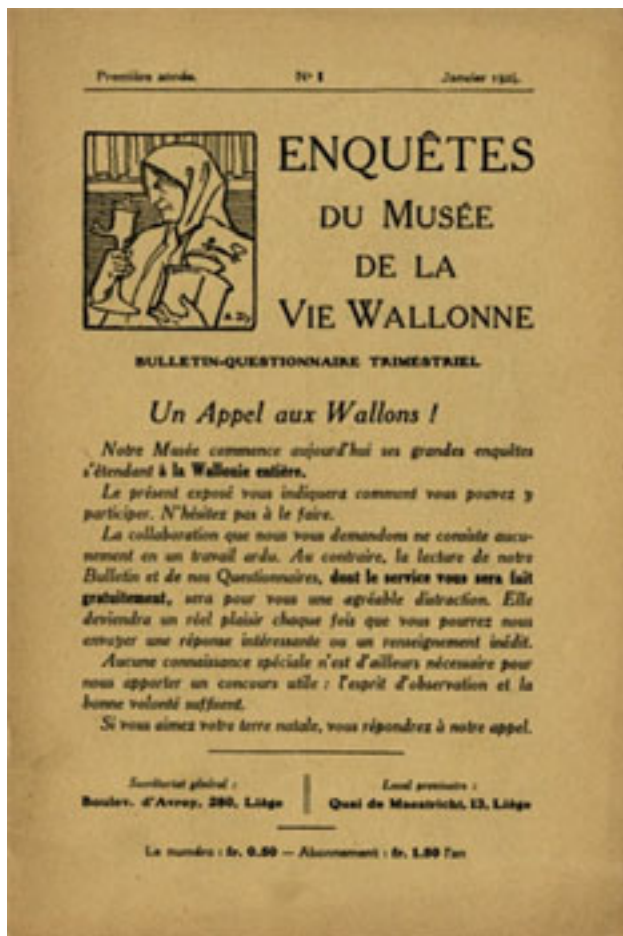 Première année. Nº 1 Janvier
ENQUÊTES
DU MUSÉE
DE LA
VIE WALLONNE
BULLETIN-QUESTIONNAIRE TRIMESTRIEL
Un Appel aux Wallons !
Notre Musée commence aujourd'hui ses grandes enquêtes
s'étendant à la Wallonie entière.
Le présent exposé vous indiquera comment vous pouvez y
participer. N'hésitez pas à le faire.
La collaboration que nous vous demandons ne consiste aucu-
nement en un travail ardu. Au contraire, la lecture de notre
Bulletin et de nos Questionnaires, dont le service vous sera fait
gratuitement, sera pour vous une agréable distraction. Elle
deviendra un réel plaisir chaque fois que vous pourrez nous
envoyer une réponse intéressante ou un renseignement inédit.
Aucune connaissance spéciale n'est d'ailleurs nécessaire pour
nous apporter un concours utile : l'esprit d'observation et la
bonne volonté suffisent.
Si vous aimez votre terre natale, vous répondrez à notre appel.
Secrétariat général :
Boulev. d'Avroy, 280, Liége
Local provisoire :
Quai de Maestricht, 13, Liége
Le numéro : fr. 0.50 — Abonnement : fr. 1.50 l'an